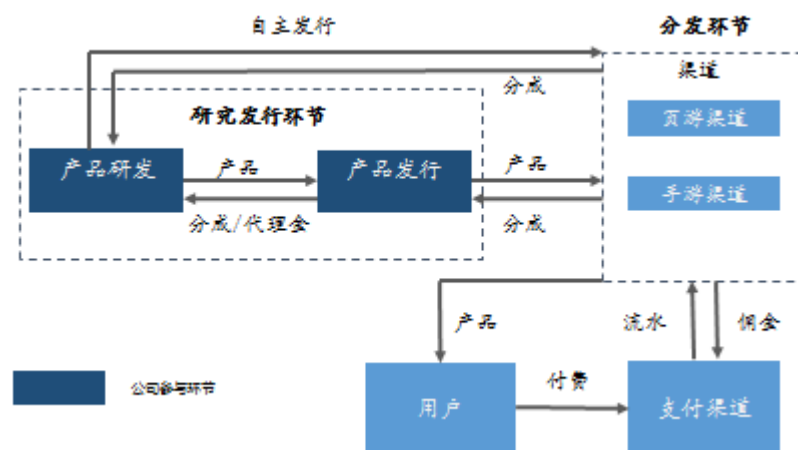 自主发行
分发环节
渠道
分成
研究发行环节
页游渠道
产品研发
产品
产品发行
产品
手游渠道
分成/代理金
分成
产品
流水
佣金
付费
用户
支付渠道
公司参与环节